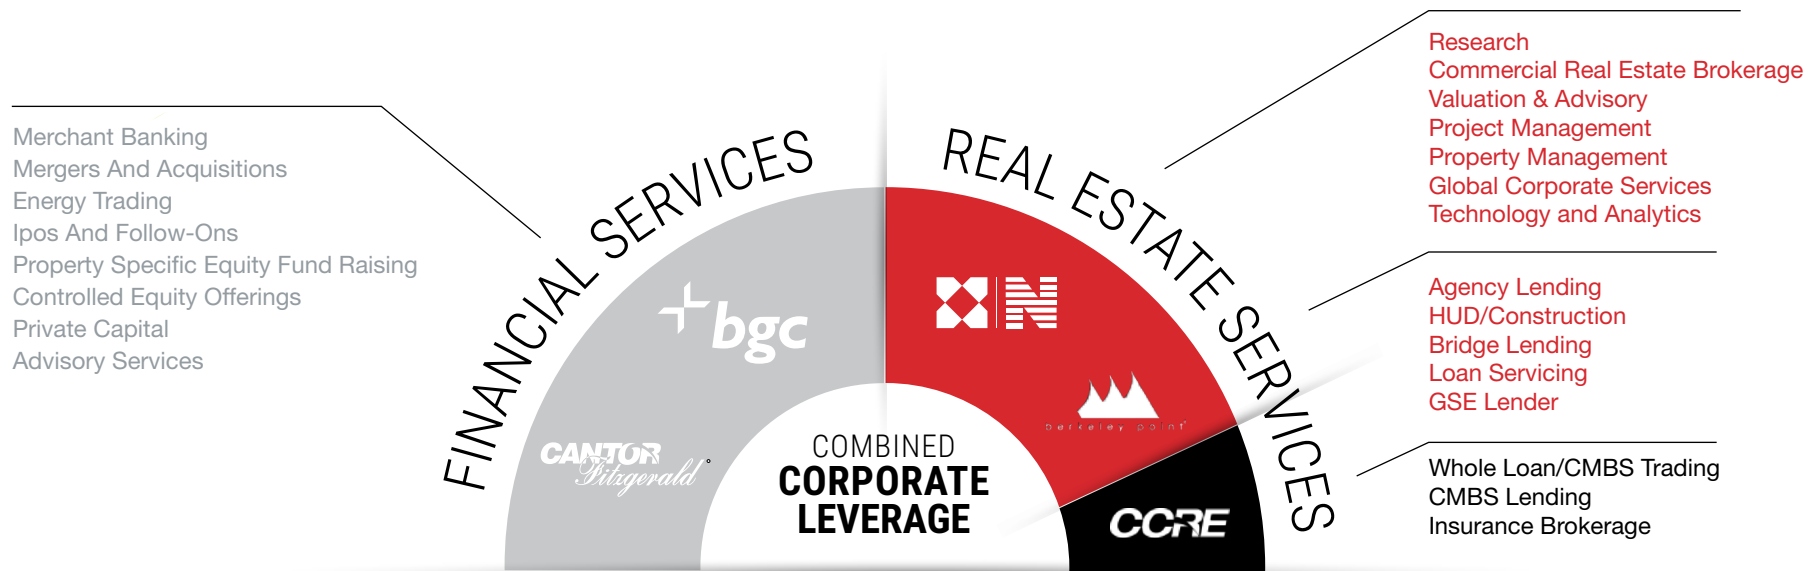 Merchant Banking
Mergers And Acquisitions
Energy Trading
Ipos And Follow-Ons
Property Specific Equity Fund Raising
Controlled Equity Offerings
Private Capital
Advisory Services
FINANCIAL SERVICES
bgc
CANTOR
Fitzgerald
COMBINED
CORPORATE
LEVERAGE
REAL ESTATE SERVICES
N
berkeley point
CCRE
Research
Commercial Real Estate Brokerage
Valuation & Advisory
Project Management
Property Management
Global Corporate Services
Technology and Analytics
Agency Lending
HUD/Construction
Bridge Lending
Loan Servicing
GSE Lender
Whole Loan/CMBS Trading
CMBS Lending
Insurance Brokerage